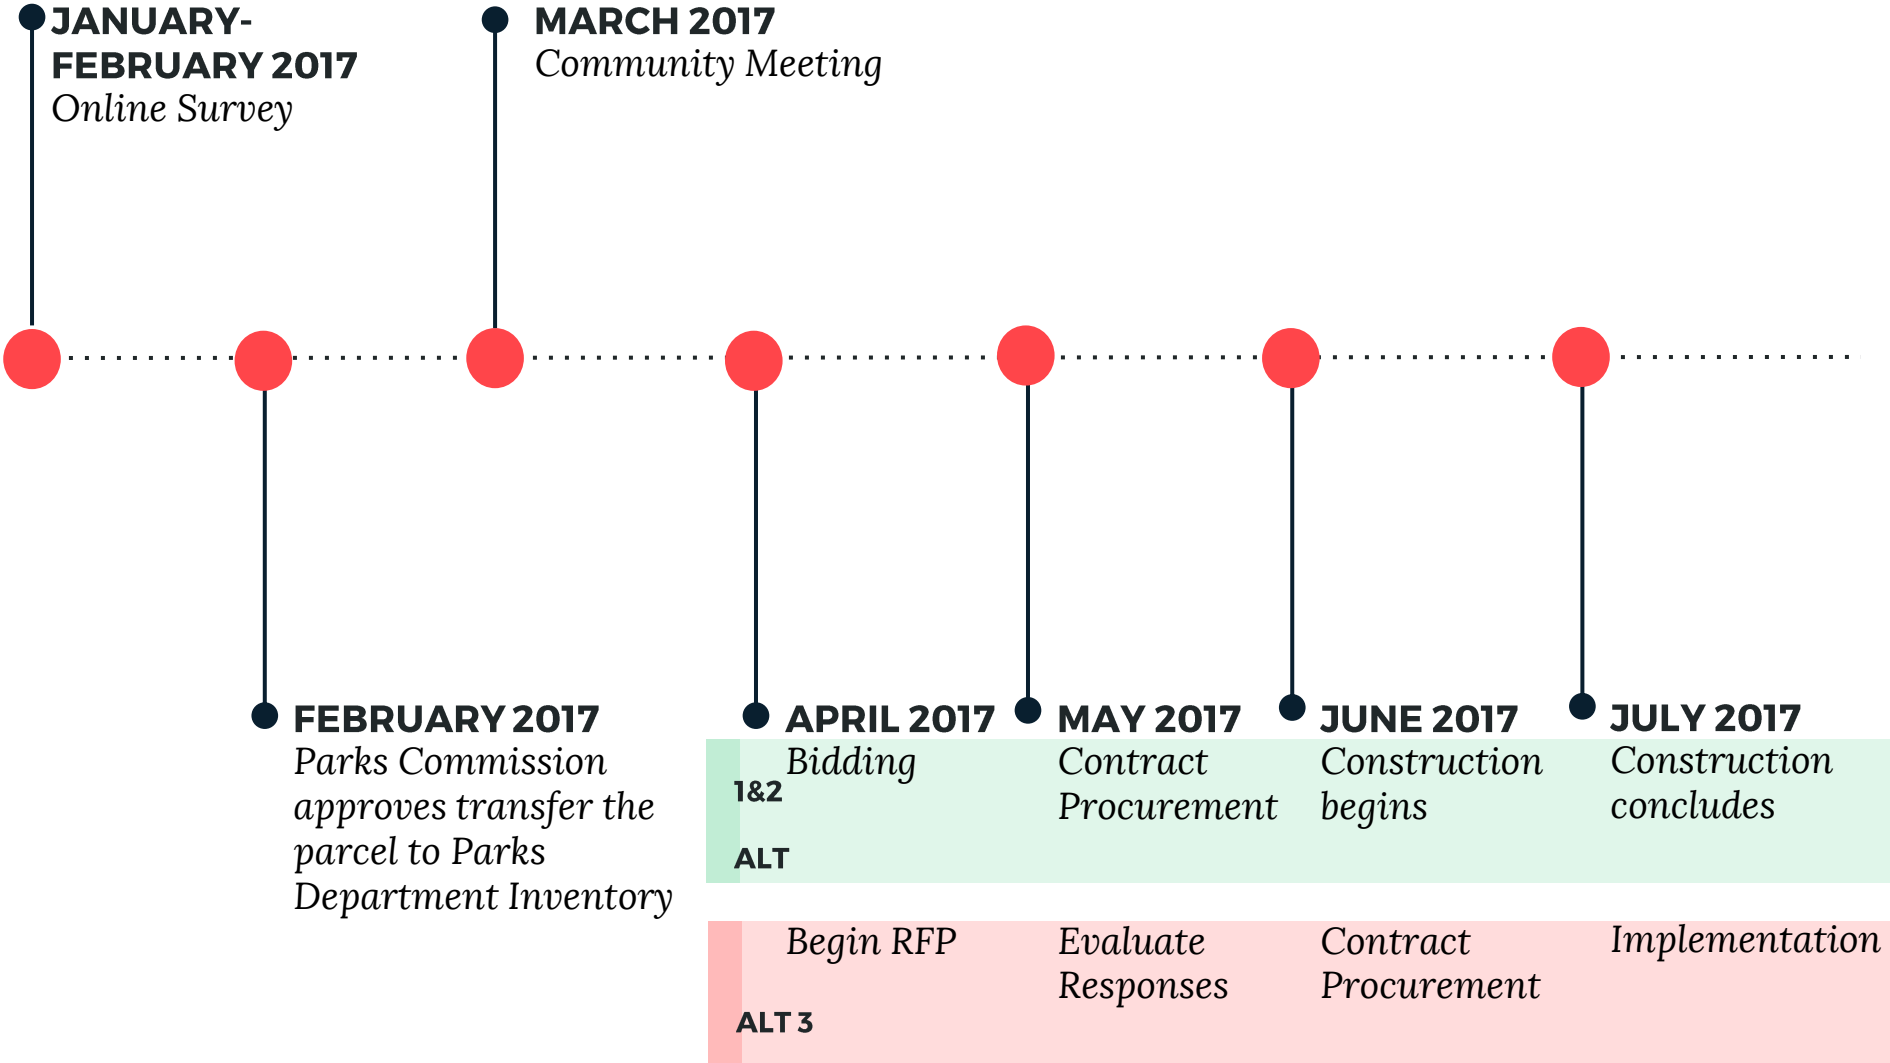 JANUARY-
FEBRUARY 2017
Online Survey
MARCH 2017
Community Meeting
FEBRUARY 2017
Parks Commission
approves transfer the
parcel to Parks
Department Inventory
APRIL 2017
MAY 2017
JUNE 2017
JULY 2017
1&2
ALT
Bidding
Contract
Procurement
Construction
begins
Construction
concludes
ALT 3
Begin RFP
Evaluate
Responses
Contract
Procurement
Implementation